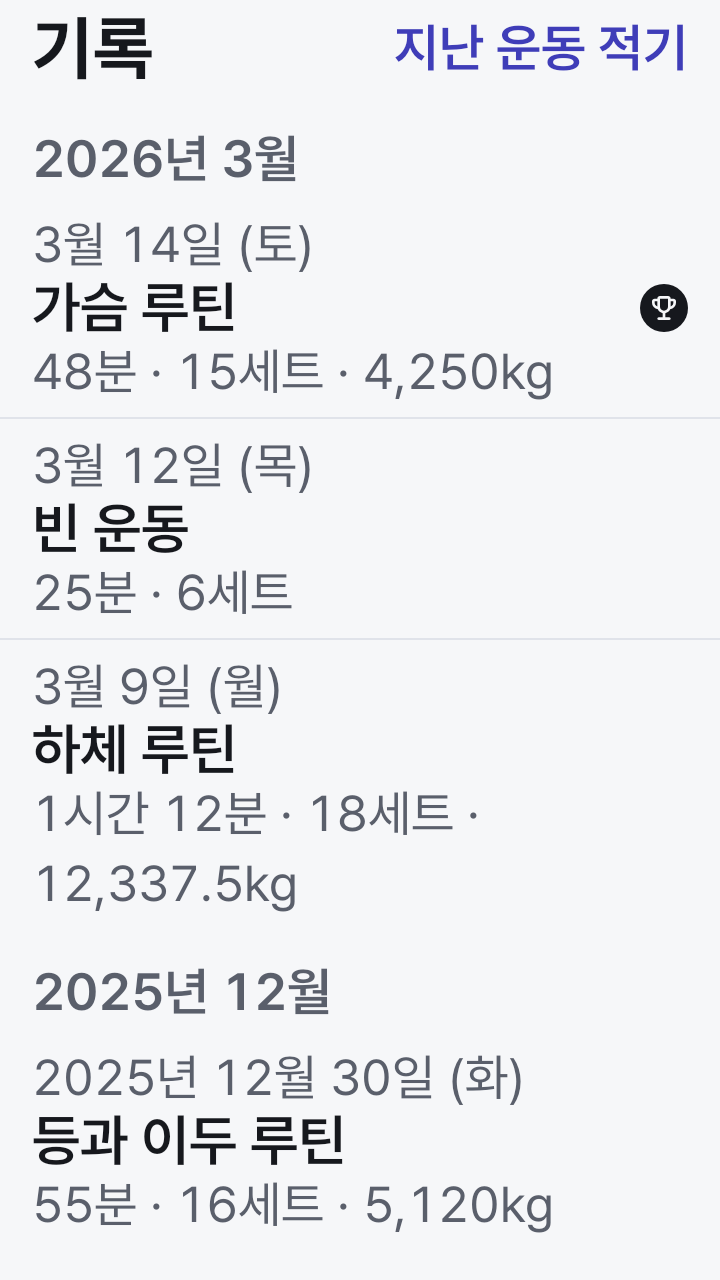 기록
지난 운동 적기
2026년 3월
3월 14일 (토)
가슴 루틴
48분 · 15세트 · 4,250kg
3월 12일 (목)
빈 운동
25분 · 6세트
3월 9일 (월)
하체 루틴
1시간 12분 · 18세트 ·
12,337.5kg
2025년 12월
2025년 12월 30일 (화)
등과 이두 루틴
55분 · 16세트 · 5,120kg